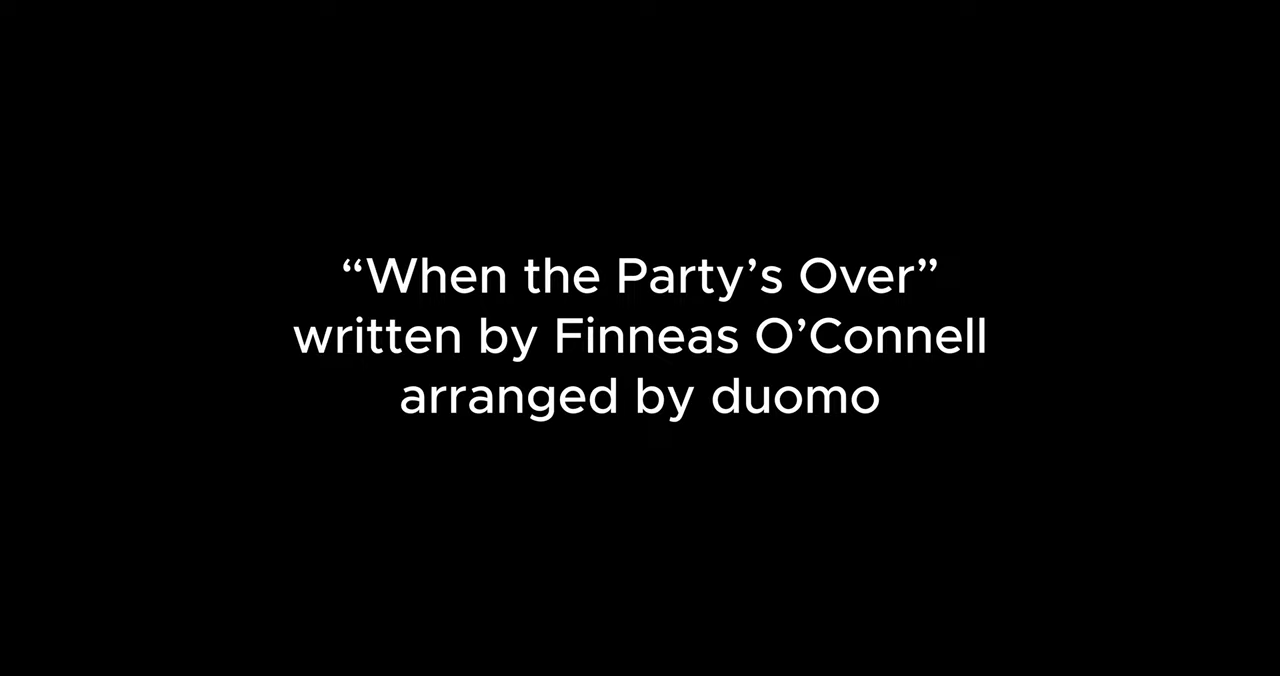 “When the Party’s Over”
written by Finneas O’Connell
arranged by duomo